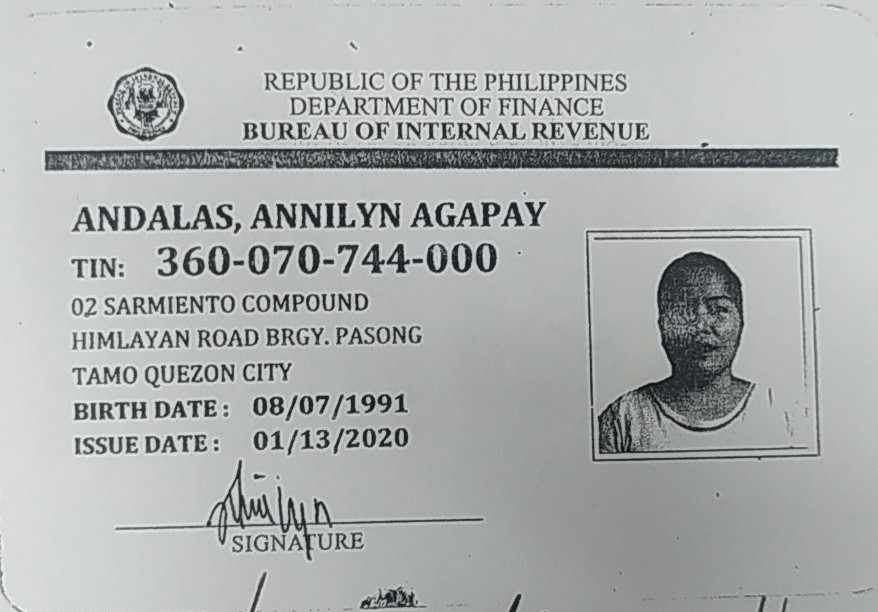 REPUBLIC OF THE PHILIPPINES
DEPARTMENT OF FINANCE
BUREAU OF INTERNAL REVENUE
ANDALAS, ANNILYN AGAPAY
TIN: 360-070-744-000
02 SARMIENTO COMPOUND
HIMLAYAN ROAD BRGY. PASONG
TAMO QUEZON CITY
BIRTH DATE : 08/07/1991
ISSUE DATE : 01/13/2020
SIGNATURE